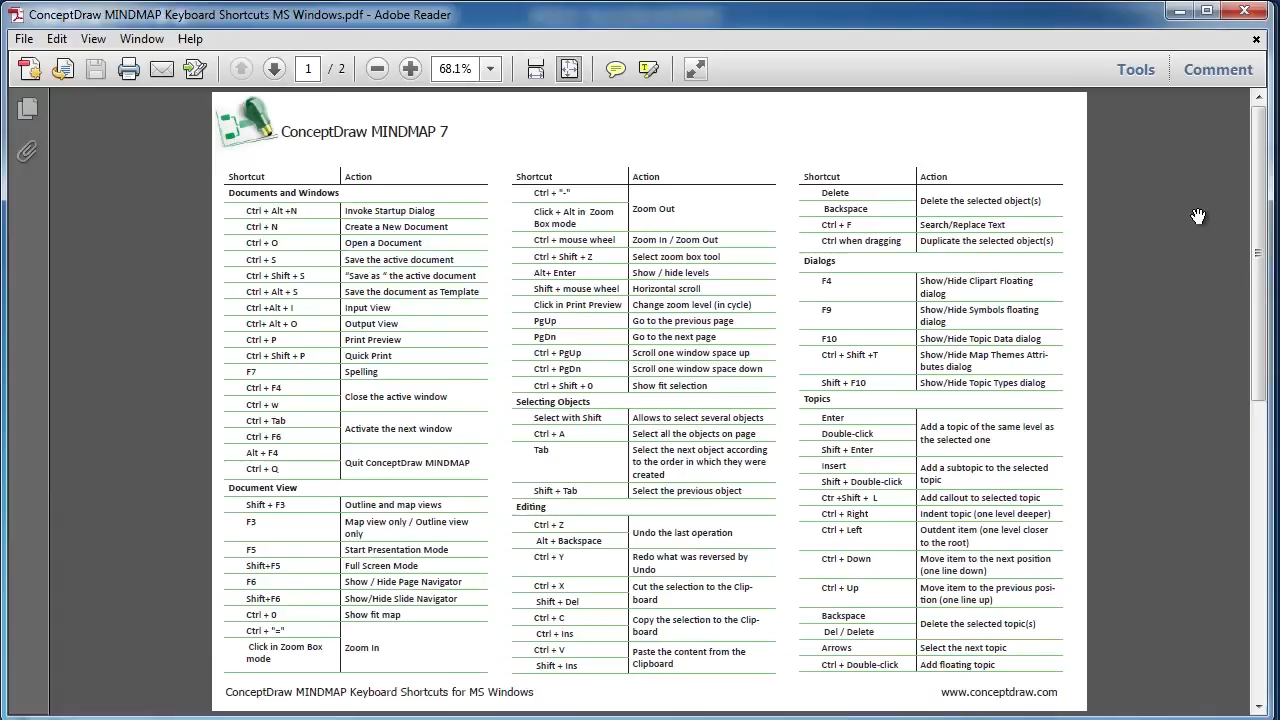 ConceptDraw MINDMAP Keyboard Shortcuts MS Windows.pdf - Adobe Reader
File Edit View Window Help
1 / 2 68.1% Tools Comment
ConceptDraw MINDMAP 7
Shortcut Action
Documents and Windows
Ctrl + Alt +N Invoke Startup Dialog
Ctrl + N Create a New Document
Ctrl + O Open a Document
Ctrl + S Save the active document
Ctrl + Shift + S “Save as “ the active document
Ctrl + Alt + S Save the document as Template
Ctrl +Alt + I Input View
Ctrl+ Alt + O Output View
Ctrl + P Print Preview
Ctrl + Shift + P Quick Print
F7 Spelling
Ctrl + F4
Close the active window
Ctrl + w
Ctrl + Tab
Activate the next window
Ctrl + F6
Alt + F4
Quit ConceptDraw MINDMAP
Ctrl + Q
Document View
Shift + F3 Outline and map views
F3 Map view only / Outline view
only
F5 Start Presentation Mode
Shift+F5 Full Screen Mode
F6 Show / Hide Page Navigator
Shift+F6 Show/Hide Slide Navigator
Ctrl + 0 Show fit map
Ctrl + "="
Zoom In
Click in Zoom Box
mode
Shortcut Action
Ctrl + "-"
Zoom Out
Click + Alt in Zoom
Box mode
Ctrl + mouse wheel Zoom In / Zoom Out
Ctrl + Shift + Z Select zoom box tool
Alt+ Enter Show / hide levels
Shift + mouse wheel Horizontal scroll
Click in Print Preview Change zoom level (in cycle)
PgUp Go to the previous page
PgDn Go to the next page
Ctrl + PgUp Scroll one window space up
Ctrl + PgDn Scroll one window space down
Ctrl + Shift + 0 Show fit selection
Selecting Objects
Select with Shift Allows to select several objects
Ctrl + A Select all the objects on page
Tab Select the next object according
to the order in which they were
created
Shift + Tab Select the previous object
Editing
Ctrl + Z
Undo the last operation
Alt + Backspace
Ctrl + Y Redo what was reversed by
Undo
Ctrl + X Cut the selection to the Clip-
board
Shift + Del
Ctrl + C Copy the selection to the Clip-
board
Ctrl + Ins
Ctrl + V Paste the content from the
Clipboard
Shift + Ins
Shortcut Action
Delete
Delete the selected object(s)
Backspace
Ctrl + F Search/Replace Text
Ctrl when dragging Duplicate the selected object(s)
Dialogs
F4 Show/Hide Clipart Floating
dialog
F9 Show/Hide Symbols floating
dialog
F10 Show/Hide Topic Data dialog
Ctrl + Shift +T Show/Hide Map Themes Attri-
butes dialog
Shift + F10 Show/Hide Topic Types dialog
Topics
Enter
Add a topic of the same level as
Double-click
the selected one
Shift + Enter
Insert Add a subtopic to the selected
topic
Shift + Double-click
Ctr +Shift + L Add callout to selected topic
Ctrl + Right Indent topic (one level deeper)
Ctrl + Left Outdent item (one level closer
to the root)
Ctrl + Down Move item to the next position
(one line down)
Ctrl + Up Move item to the previous posi-
tion (one line up)
Backspace
Delete the selected topic(s)
Del / Delete
Arrows Select the next topic
Ctrl + Double-click Add floating topic
ConceptDraw MINDMAP Keyboard Shortcuts for MS Windows www.conceptdraw.com